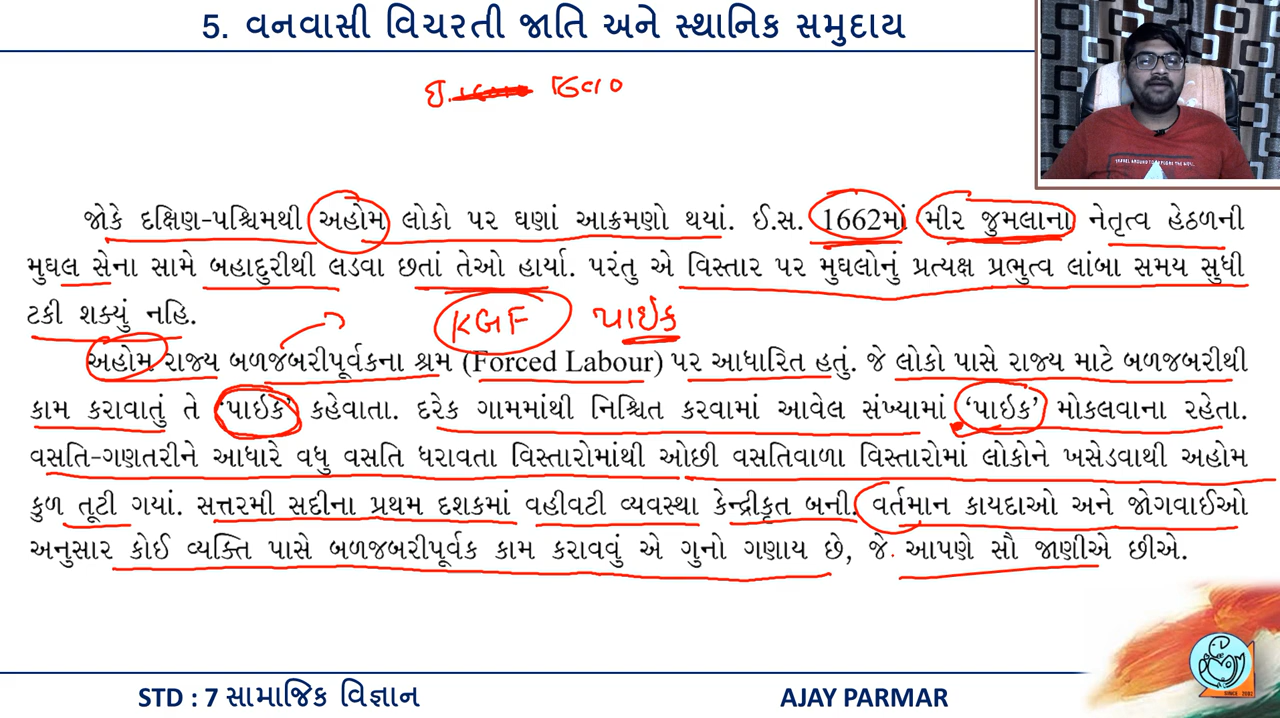 5. વનવાસી વિચરતી જાતિ અને સ્થાનિક સમુદાય
જોકે દક્ષિણ-પશ્ચિમથી અહોમ લોકો પર ઘણાં આક્રમણો થયાં. ઈ.સ. 1662માં મીર જુમલાના નેતૃત્વ હેઠળની
મુઘલ સેના સામે બહાદુરીથી લડવા છતાં તેઓ હાર્યા. પરંતુ એ વિસ્તાર પર મુઘલોનું પ્રત્યક્ષ પ્રભુત્વ લાંબા સમય સુધી
ટકી શક્યું નહિ.
KGF પાઇક
અહોમ રાજ્ય બળજબરીપૂર્વકના શ્રમ (Forced Labour) પર આધારિત હતું. જે લોકો પાસે રાજ્ય માટે બળજબરીથી
કામ કરાવાતું તે 'પાઇક' કહેવાતા. દરેક ગામમાંથી નિશ્ચિત કરવામાં આવેલ સંખ્યામાં 'પાઇક' મોકલવાના રહેતા.
વસતિ-ગણતરીને આધારે વધુ વસતિ ધરાવતા વિસ્તારોમાંથી ઓછી વસતિવાળા વિસ્તારોમાં લોકોને ખસેડવાથી અહોમ
કુળ તૂટી ગયાં. સત્તરમી સદીના પ્રથમ દશકમાં વહીવટી વ્યવસ્થા કેન્દ્રીકૃત બની. વર્તમાન કાયદાઓ અને જોગવાઈઓ
અનુસાર કોઈ વ્યક્તિ પાસે બળજબરીપૂર્વક કામ કરાવવું એ ગુનો ગણાય છે, જે આપણે સૌ જાણીએ છીએ.
STD : 7 સામાજિક વિજ્ઞાન
AJAY PARMAR